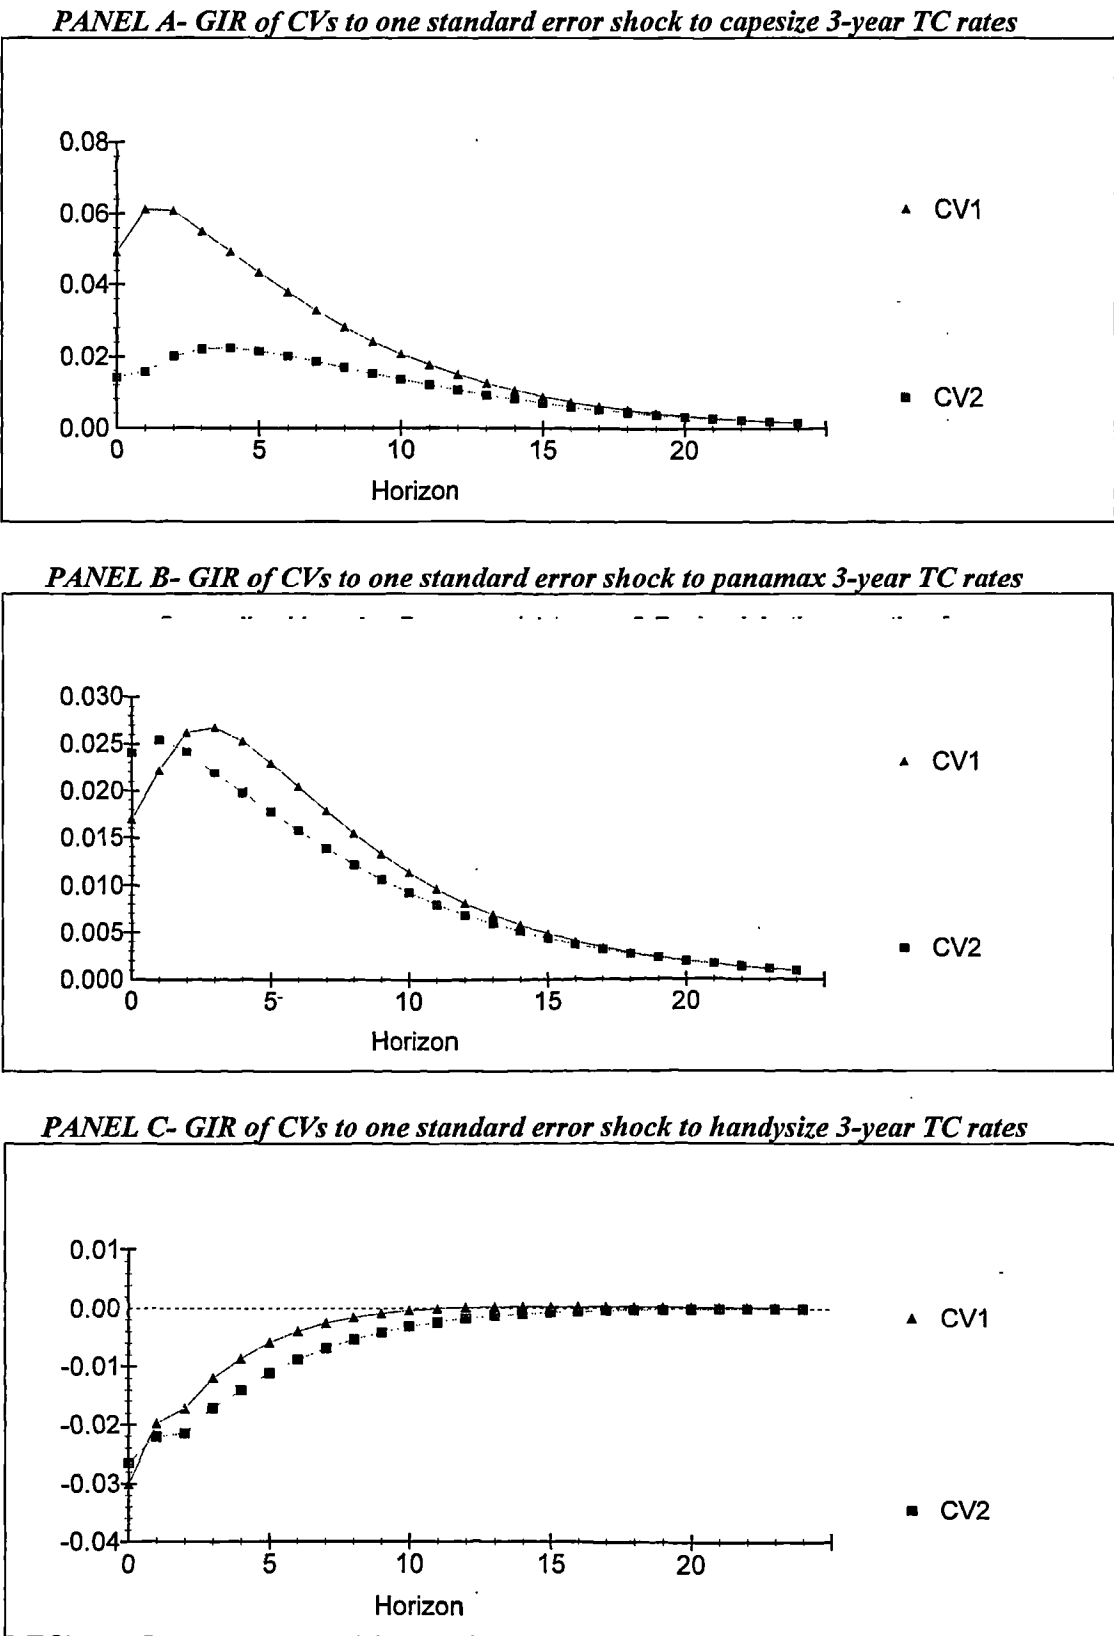 PANEL A- GIR of CVs to one standard error shock to capesize 3-year TC rates
0.08
0.06
0.04
0.02
0.00
0 5 10 15 20
Horizon
CV1
CV2
PANEL B- GIR of CVs to one standard error shock to panamax 3-year TC rates
0.030
0.025
0.020
0.015
0.010
0.005
0.000
0 5 10 15 20
Horizon
CV1
CV2
PANEL C- GIR of CVs to one standard error shock to handysize 3-year TC rates
0.01
0.00
-0.01
-0.02
-0.03
-0.04
0 5 10 15 20
Horizon
CV1
CV2